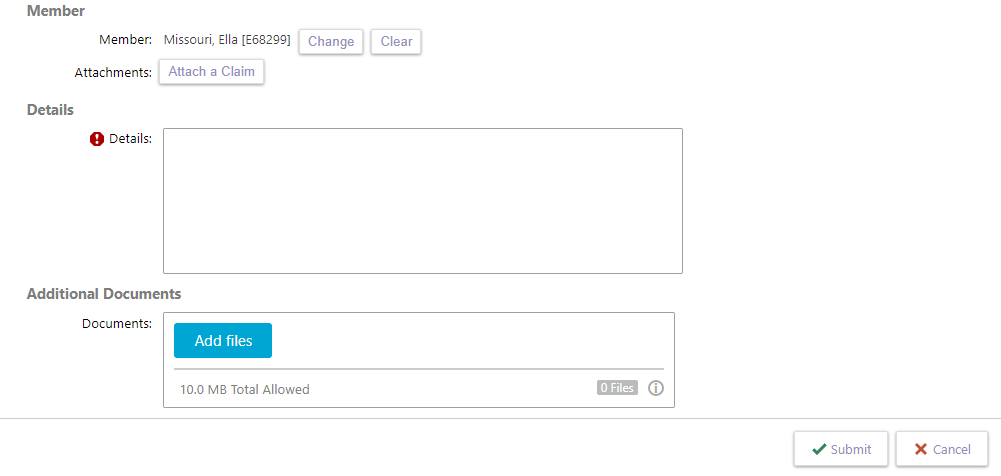 Member
Member: Missouri, Ella [E68299] Change Clear
Attachments: Attach a Claim
Details
Details:
Additional Documents
Documents:
Add files
10.0 MB Total Allowed 0 Files
Submit Cancel